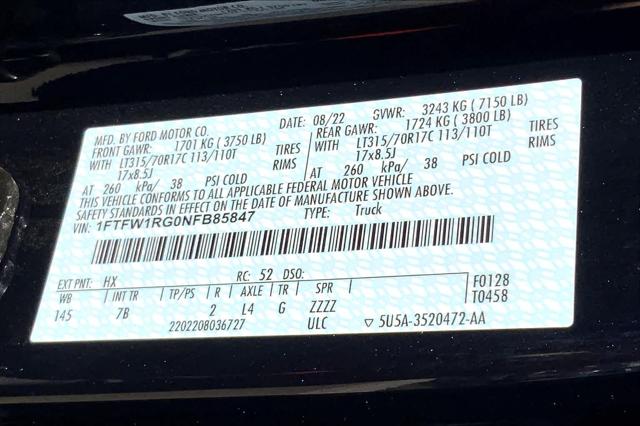 MFD. BY FORD MOTOR CO. DATE: 08/22 GVWR: 3243 KG ( 7150 LB)
FRONT GAWR: 1701 KG ( 3750 LB) REAR GAWR: 1724 KG ( 3800 LB)
WITH LT315/70R17C 113/110T TIRES WITH LT315/70R17C 113/110T TIRES
17x8.5J RIMS 17x8.5J RIMS
AT 260 kPa/ 38 PSI COLD AT 260 kPa/ 38 PSI COLD
THIS VEHICLE CONFORMS TO ALL APPLICABLE FEDERAL MOTOR VEHICLE
SAFETY STANDARDS IN EFFECT ON THE DATE OF MANUFACTURE SHOWN ABOVE.
VIN: 1FTFW1RG0NFB85847 TYPE: Truck
EXT PNT: HX RC: 52 DSO: F0128
WB INT TR TP/PS R AXLE TR SPR T0458
145 7B 2 L4 G ZZZZ
2202208036727 ULC ▽ 5U5A-3520472-AA